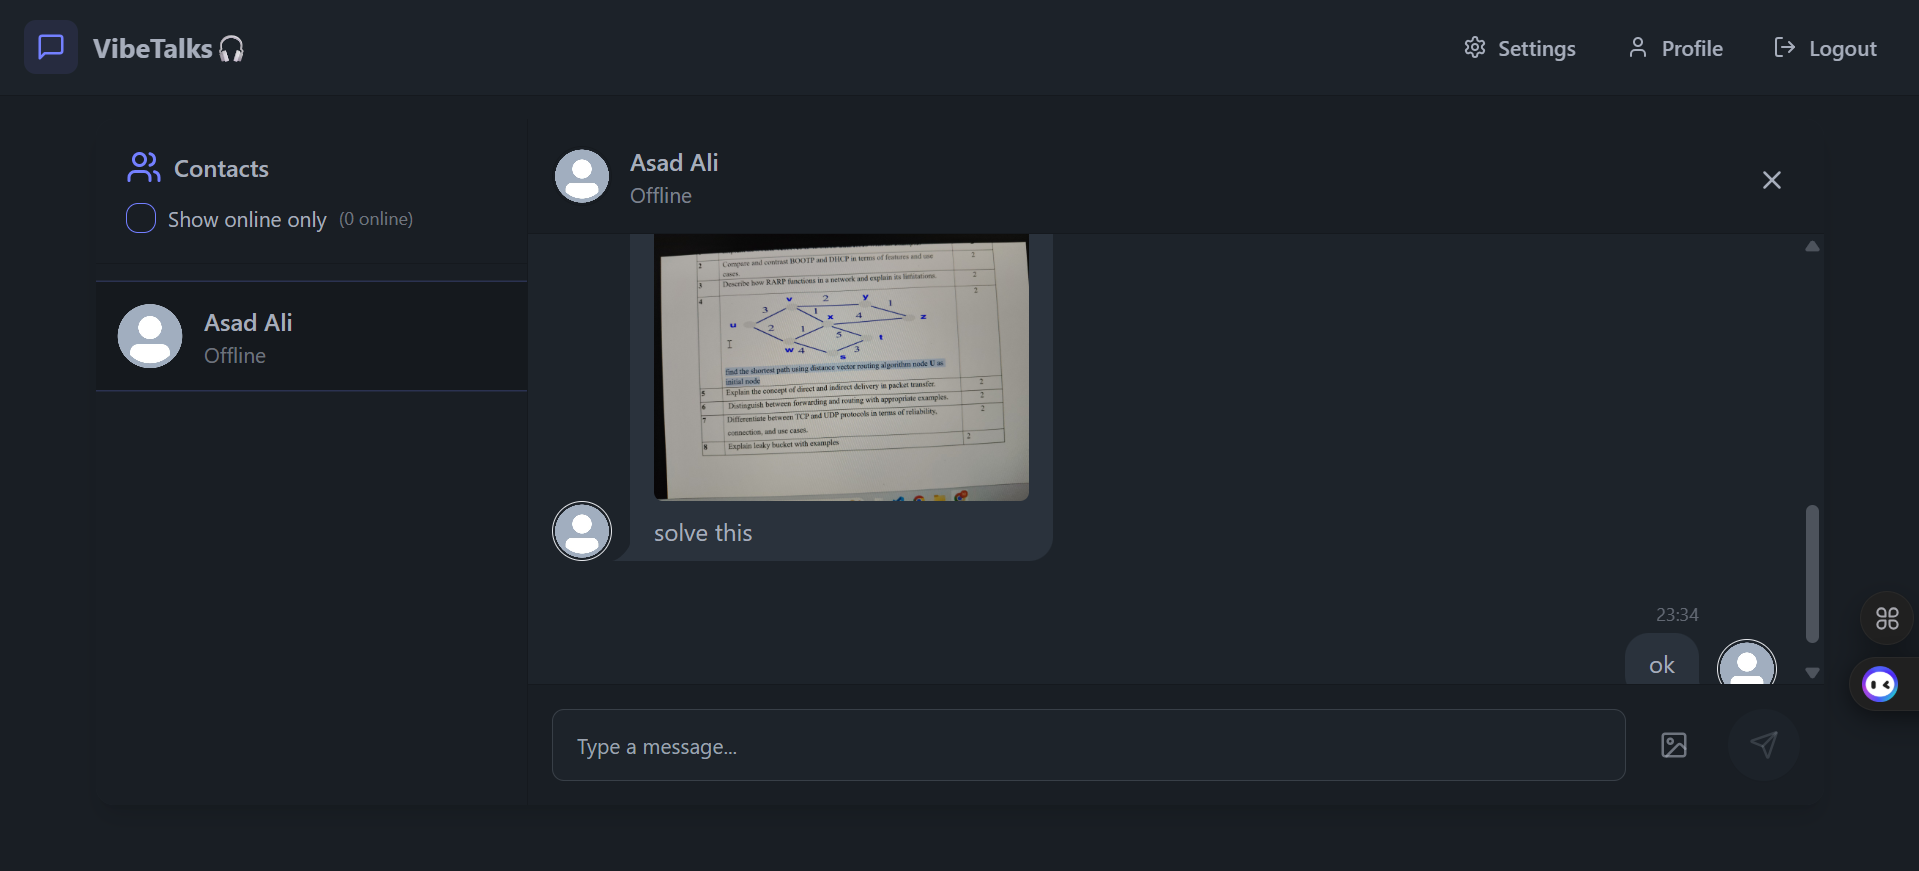 VibeTalks
Settings
Profile
Logout
Contacts
Show online only (0 online)
Asad Ali
Offline
Asad Ali
Offline
2 Compare and contrast BOOTP and DHCP in terms of features and use 2
cases.
3 Describe how RARP functions in a network and explain its limitations. 2
4 2
v 2 y
3 1 1
u x 4 z
2 1 5 t
w 4 3
s
find the shortest path using distance vector routing algorithm node U as
initial node
5 Explain the concept of direct and indirect delivery in packet transfer. 2
6 Distinguish between forwarding and routing with appropriate examples. 2
7 Differentiate between TCP and UDP protocols in terms of reliability, 2
connection, and use cases.
8 Explain leaky bucket with examples 2
solve this
23:34
ok
Type a message...